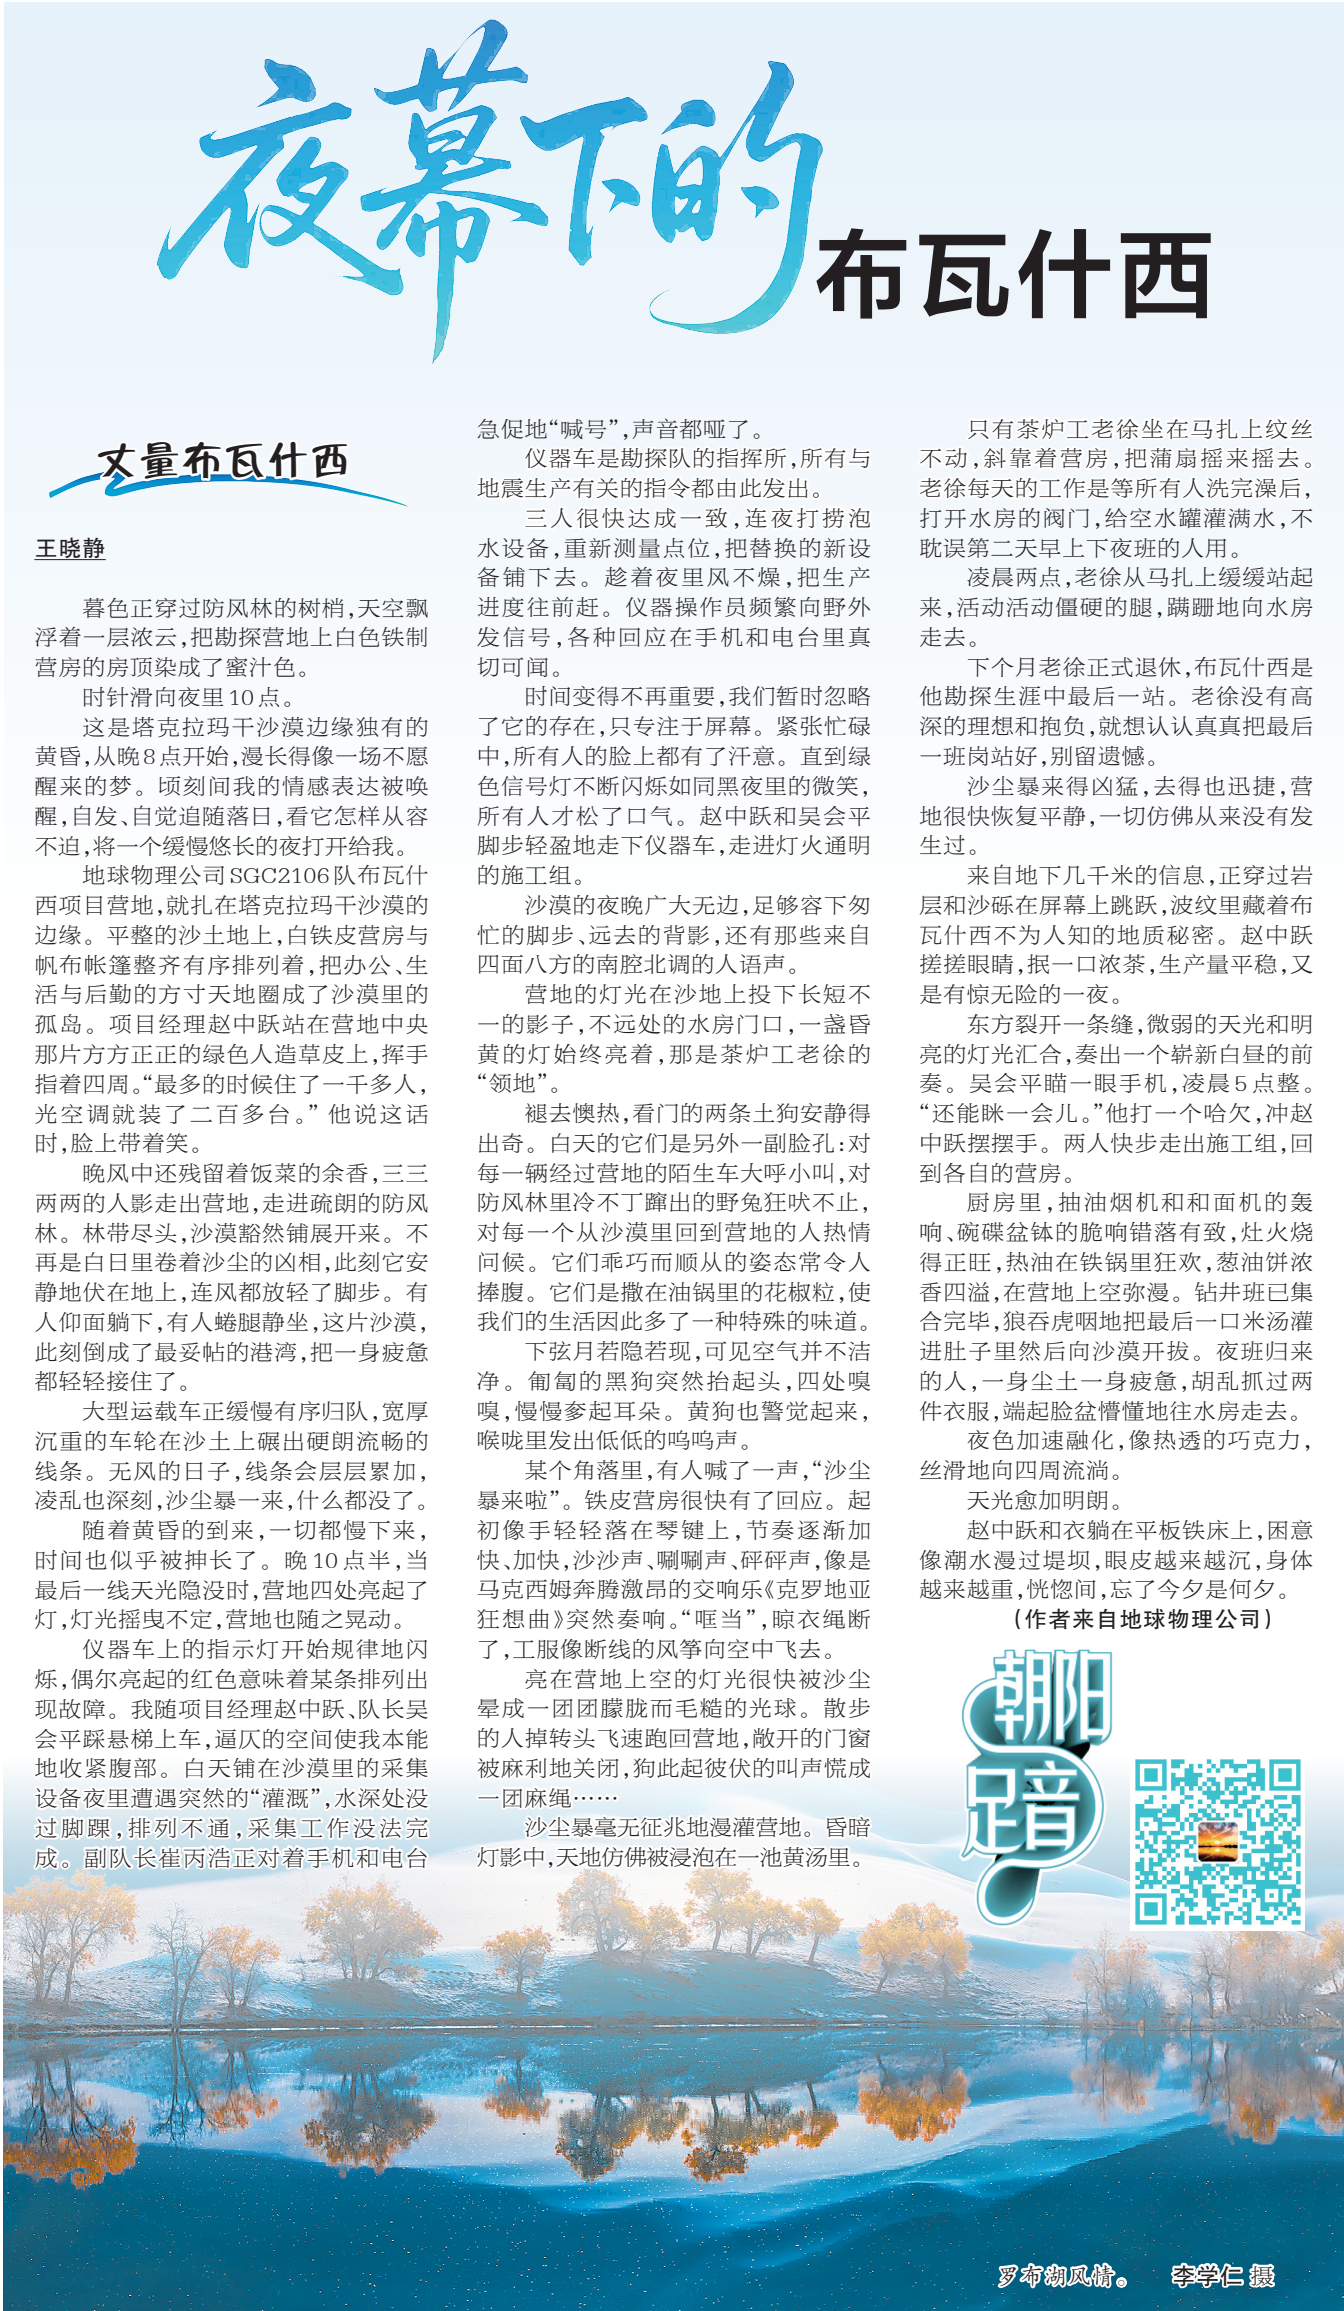 夜幕下的
布瓦什西
丈量布瓦什西
王晓静
暮色正穿过防风林的树梢,天空飘
浮着一层浓云,把勘探营地上白色铁制
营房的房顶染成了蜜汁色。
时针滑向夜里10点。
这是塔克拉玛干沙漠边缘独有的
黄昏,从晚8点开始,漫长得像一场不愿
醒来的梦。顷刻间我的情感表达被唤
醒,自发、自觉追随落日,看它怎样从容
不迫,将一个缓慢悠长的夜打开给我。
地球物理公司SGC2106队布瓦什
西项目营地,就扎在塔克拉玛干沙漠的
边缘。平整的沙土地上,白铁皮营房与
帆布帐篷整齐有序排列着,把办公、生
活与后勤的方寸天地圈成了沙漠里的
孤岛。项目经理赵中跃站在营地中央
那片方方正正的绿色人造草皮上,挥手
指着四周。“最多的时候住了一千多人,
光空调就装了二百多台。”他说这话
时,脸上带着笑。
晚风中还残留着饭菜的余香,三三
两两的人影走出营地,走进疏朗的防风
林。林带尽头,沙漠豁然铺展开来。不
再是白日里卷着沙尘的凶相,此刻它安
静地伏在地上,连风都放轻了脚步。有
人仰面躺下,有人蜷腿静坐,这片沙漠,
此刻倒成了最妥帖的港湾,把一身疲惫
都轻轻接住了。
大型运载车正缓慢有序归队,宽厚
沉重的车轮在沙土上碾出硬朗流畅的
线条。无风的日子,线条会层层累加,
凌乱也深刻,沙尘暴一来,什么都没了。
随着黄昏的到来,一切都慢下来,
时间也似乎被抻长了。晚10点半,当
最后一线天光隐没时,营地四处亮起了
灯,灯光摇曳不定,营地也随之晃动。
仪器车上的指示灯开始规律地闪
烁,偶尔亮起的红色意味着某条排列出
现故障。我随项目经理赵中跃、队长吴
会平踩悬梯上车,逼仄的空间使我本能
地收紧腹部。白天铺在沙漠里的采集
设备夜里遭遇突然的“灌溉”,水深处没
过脚踝,排列不通,采集工作没法完
成。副队长崔丙浩正对着手机和电台
急促地“喊号”,声音都哑了。
仪器车是勘探队的指挥所,所有与
地震生产有关的指令都由此发出。
三人很快达成一致,连夜打捞泡
水设备,重新测量点位,把替换的新设
备铺下去。趁着夜里风不燥,把生产
进度往前赶。仪器操作员频繁向野外
发信号,各种回应在手机和电台里真
切可闻。
时间变得不再重要,我们暂时忽略
了它的存在,只专注于屏幕。紧张忙碌
中,所有人的脸上都有了汗意。直到绿
色信号灯不断闪烁如同黑夜里的微笑,
所有人才松了口气。赵中跃和吴会平
脚步轻盈地走下仪器车,走进灯火通明
的施工组。
沙漠的夜晚广大无边,足够容下匆
忙的脚步、远去的背影,还有那些来自
四面八方的南腔北调的人语声。
营地的灯光在沙地上投下长短不
一的影子,不远处的水房门口,一盏昏
黄的灯始终亮着,那是茶炉工老徐的
“领地”。
褪去燠热,看门的两条土狗安静得
出奇。白天的它们是另外一副脸孔:对
每一辆经过营地的陌生车大呼小叫,对
防风林里冷不丁蹿出的野兔狂吠不止,
对每一个从沙漠里回到营地的人热情
问候。它们乖巧而顺从的姿态常令人
捧腹。它们是撒在油锅里的花椒粒,使
我们的生活因此多了一种特殊的味道。
下弦月若隐若现,可见空气并不洁
净。匍匐的黑狗突然抬起头,四处嗅
嗅,慢慢奓起耳朵。黄狗也警觉起来,
喉咙里发出低低的呜呜声。
某个角落里,有人喊了一声,“沙尘
暴来啦”。铁皮营房很快有了回应。起
初像手轻轻落在琴键上,节奏逐渐加
快、加快,沙沙声、唰唰声、砰砰声,像是
马克西姆奔腾激昂的交响乐《克罗地亚
狂想曲》突然奏响。“哐当”,晾衣绳断
了,工服像断线的风筝向空中飞去。
亮在营地上空的灯光很快被沙尘
晕成一团团朦胧而毛糙的光球。散步
的人掉转头飞速跑回营地,敞开的门窗
被麻利地关闭,狗此起彼伏的叫声慌成
一团麻绳……
沙尘暴毫无征兆地漫灌营地。昏暗
灯影中,天地仿佛被浸泡在一池黄汤里。
只有茶炉工老徐坐在马扎上纹丝
不动,斜靠着营房,把蒲扇摇来摇去。
老徐每天的工作是等所有人洗完澡后,
打开水房的阀门,给空水罐灌满水,不
耽误第二天早上下夜班的人用。
凌晨两点,老徐从马扎上缓缓站起
来,活动活动僵硬的腿,蹒跚地向水房
走去。
下个月老徐正式退休,布瓦什西是
他勘探生涯中最后一站。老徐没有高
深的理想和抱负,就想认认真真把最后
一班岗站好,别留遗憾。
沙尘暴来得凶猛,去得也迅捷,营
地很快恢复平静,一切仿佛从来没有发
生过。
来自地下几千米的信息,正穿过岩
层和沙砾在屏幕上跳跃,波纹里藏着布
瓦什西不为人知的地质秘密。赵中跃
搓搓眼睛,抿一口浓茶,生产量平稳,又
是有惊无险的一夜。
东方裂开一条缝,微弱的天光和明
亮的灯光汇合,奏出一个崭新白昼的前
奏。吴会平瞄一眼手机,凌晨5点整。
“还能眯一会儿。”他打一个哈欠,冲赵
中跃摆摆手。两人快步走出施工组,回
到各自的营房。
厨房里,抽油烟机和和面机的轰
响、碗碟盆钵的脆响错落有致,灶火烧
得正旺,热油在铁锅里狂欢,葱油饼浓
香四溢,在营地上空弥漫。钻井班已集
合完毕,狼吞虎咽地把最后一口米汤灌
进肚子里然后向沙漠开拔。夜班归来
的人,一身尘土一身疲惫,胡乱抓过两
件衣服,端起脸盆懵懂地往水房走去。
夜色加速融化,像热透的巧克力,
丝滑地向四周流淌。
天光愈加明朗。
赵中跃和衣躺在平板铁床上,困意
像潮水漫过堤坝,眼皮越来越沉,身体
越来越重,恍惚间,忘了今夕是何夕。
(作者来自地球物理公司)
朝阳
踣
罗布湖风情。 李学仁 摄